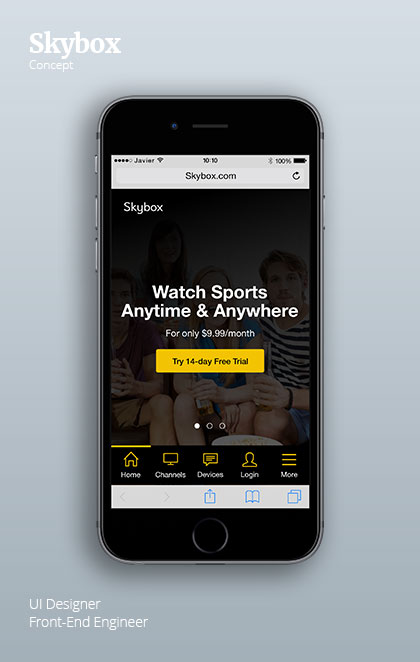 Skybox
Concept
Javier 10:10 100%
Skybox.com
Skybox
Watch Sports
Anytime & Anywhere
For only $9.99/month
Try 14-day Free Trial
Home Channels Devices Login More
UI Designer
Front-End Engineer